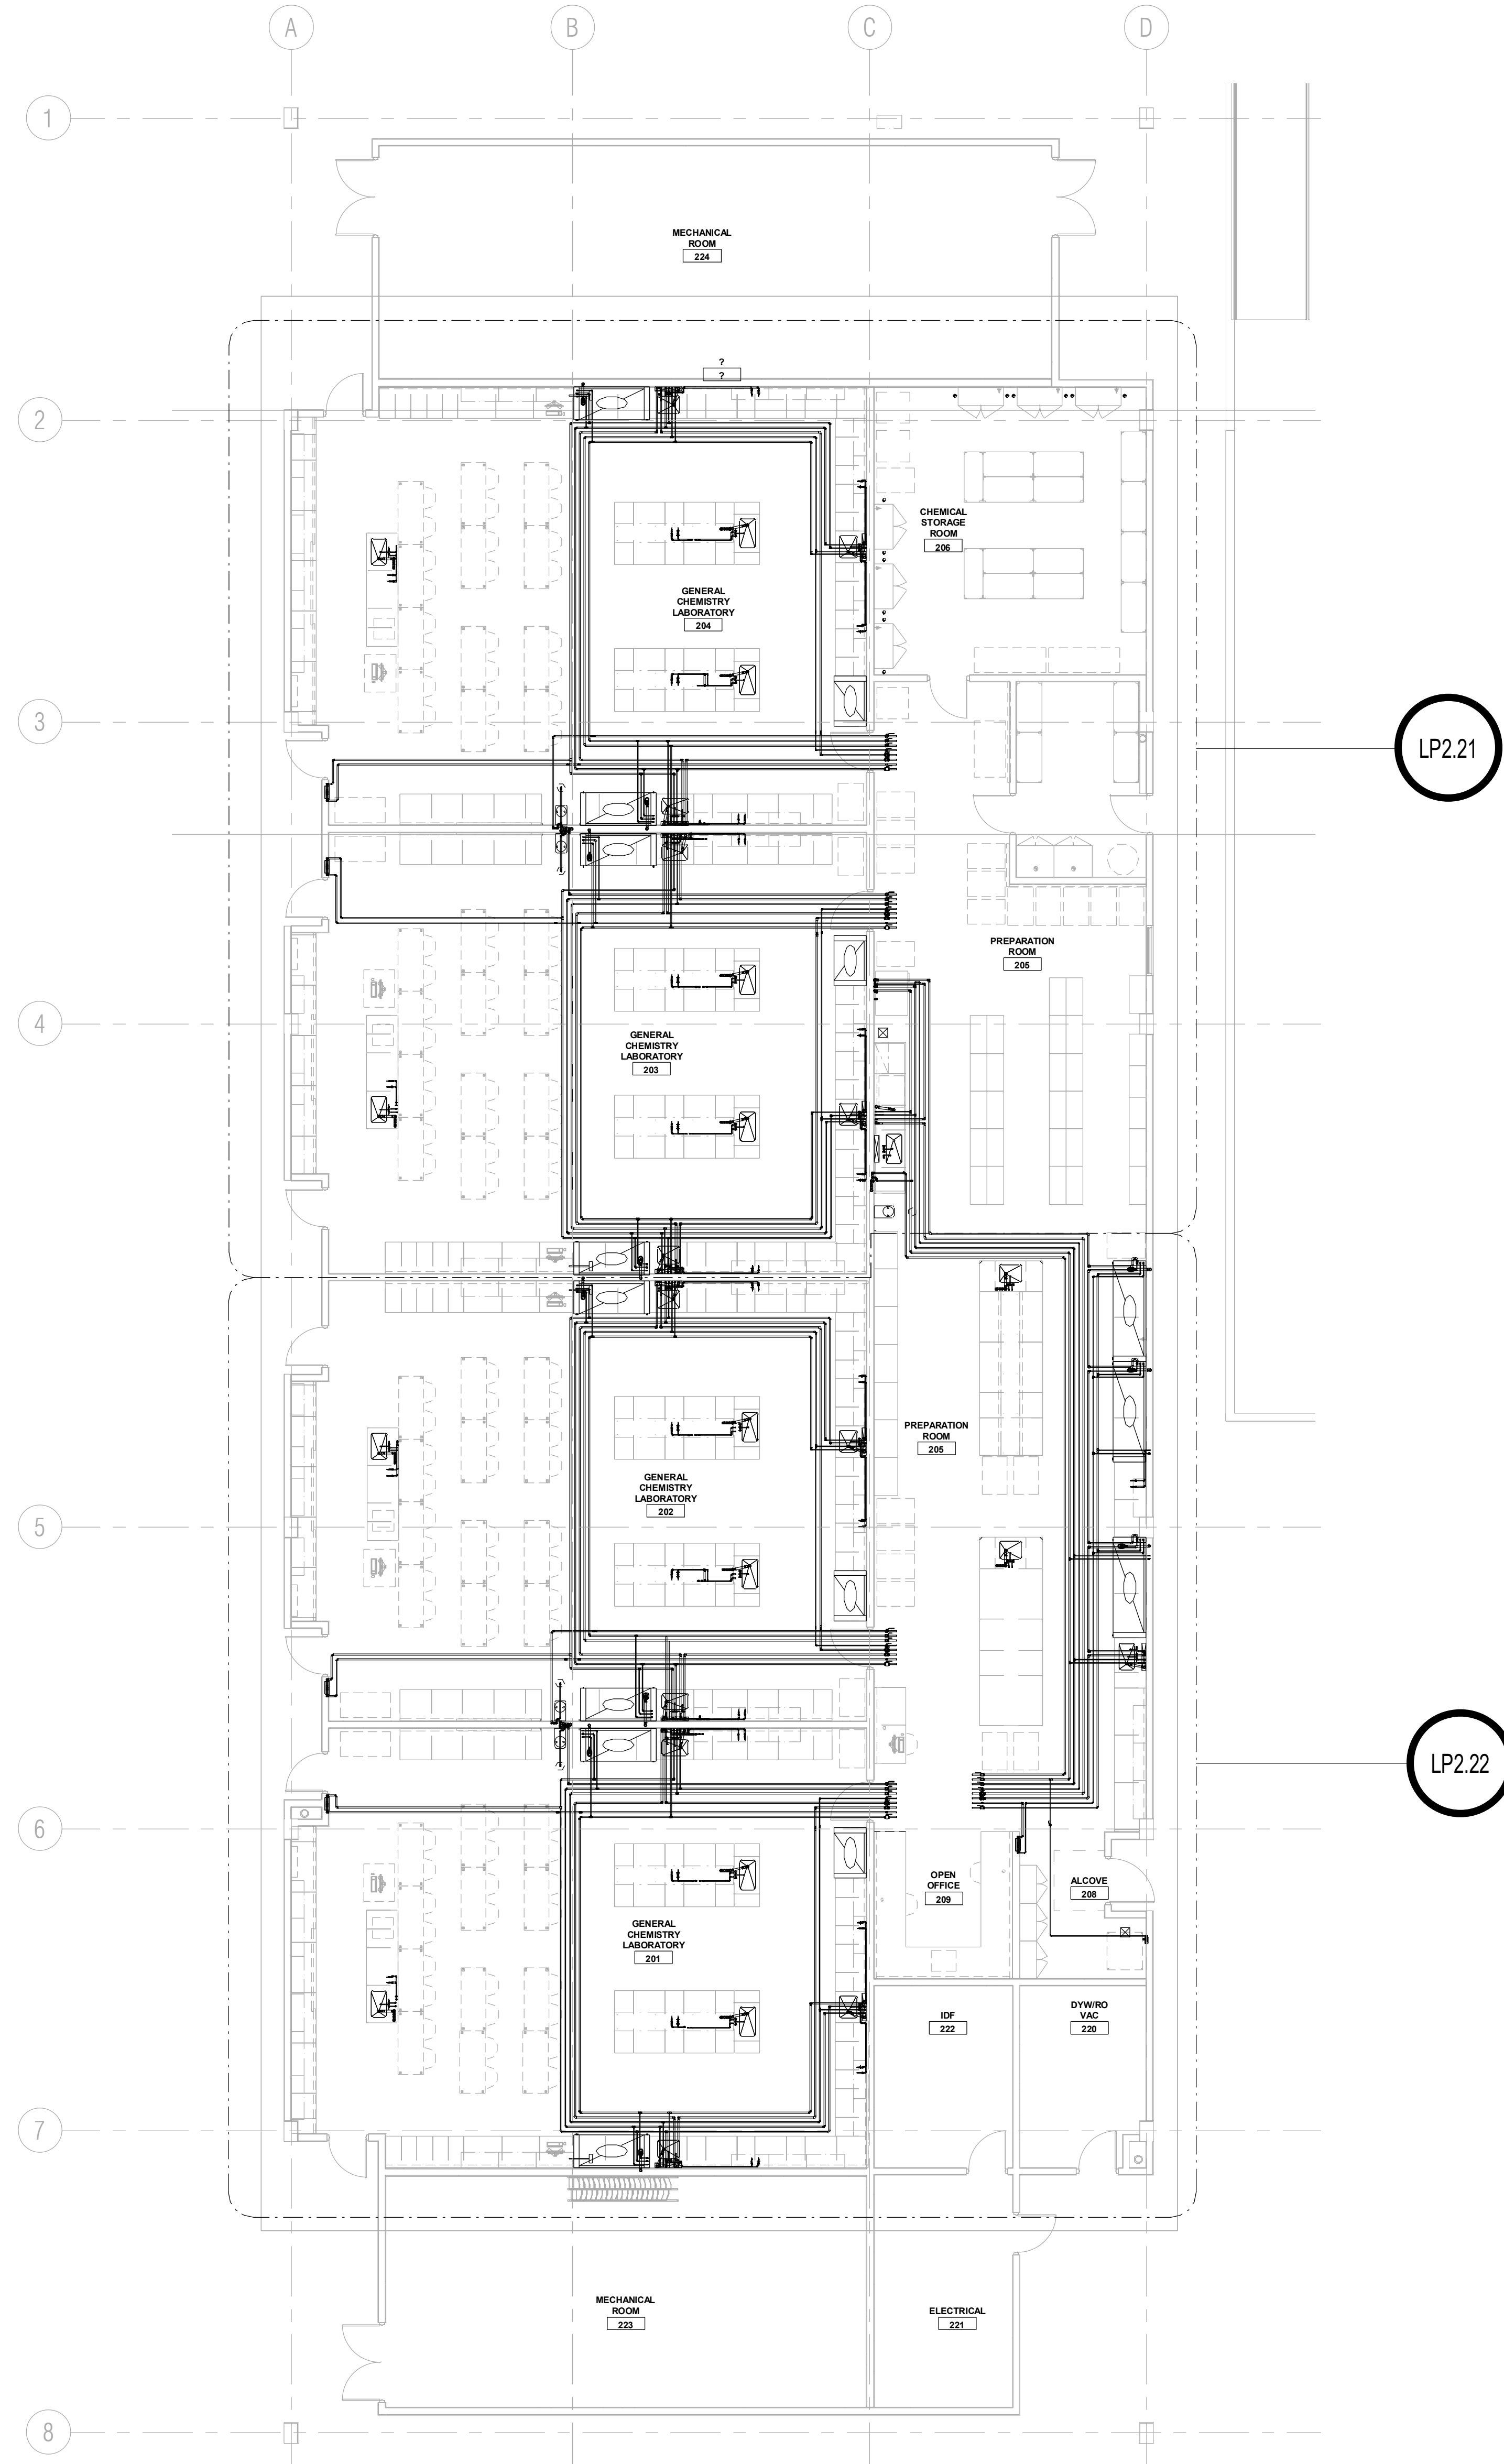 A
B
C
D
1
MECHANICAL
ROOM
224
?
?
2
CHEMICAL
STORAGE
ROOM
206
GENERAL
CHEMISTRY
LABORATORY
204
3
LP2.21
PREPARATION
ROOM
205
4
GENERAL
CHEMISTRY
LABORATORY
203
PREPARATION
ROOM
205
GENERAL
CHEMISTRY
LABORATORY
202
5
LP2.22
6
OPEN
OFFICE
209
ALCOVE
208
GENERAL
CHEMISTRY
LABORATORY
201
IDF
222
DYW/RO
VAC
220
7
MECHANICAL
ROOM
223
ELECTRICAL
221
8